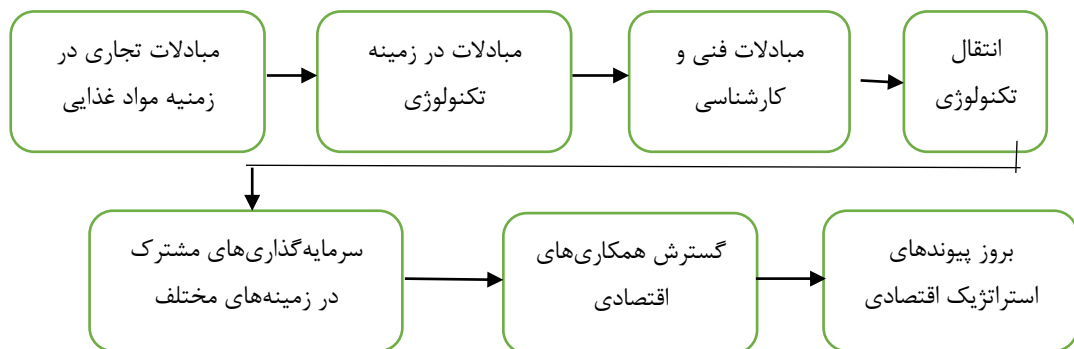 مبادلات تجاری در
زمنیه مواد غذایی
مبادلات در زمینه
تکنولوژی
مبادلات فنی و
کارشناسی
انتقال
تکنولوژی
سرمایه‌گذاری‌های مشترک
در زمینه‌های مختلف
گسترش همکاری‌های
اقتصادی
بروز پیوندهای
استراتژیک اقتصادی